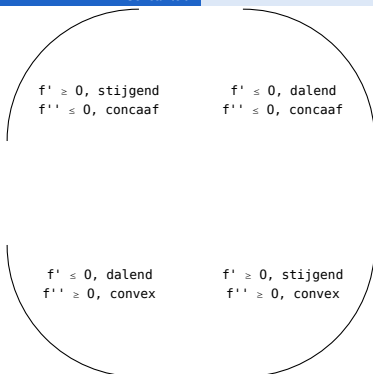 f' ≥ 0, stijgend
f'' ≤ 0, concaaf
f' ≤ 0, dalend
f'' ≤ 0, concaaf
f' ≤ 0, dalend
f'' ≥ 0, convex
f' ≥ 0, stijgend
f'' ≥ 0, convex